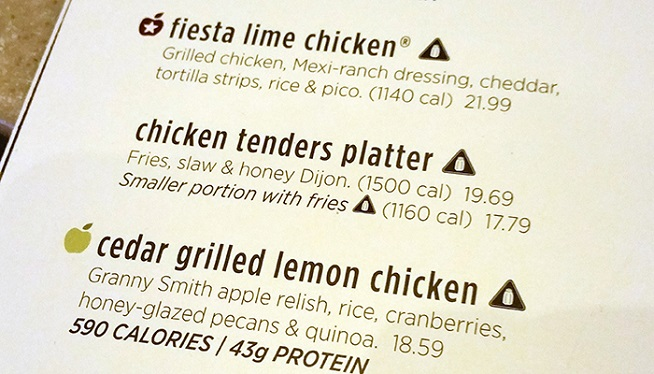 fiesta lime chicken®
Grilled chicken, Mexi-ranch dressing, cheddar,
tortilla strips, rice & pico. (1140 cal) 21.99
chicken tenders platter
Fries, slaw & honey Dijon. (1500 cal) 19.69
Smaller portion with fries (1160 cal) 17.79
cedar grilled lemon chicken
Granny Smith apple relish, rice, cranberries,
honey-glazed pecans & quinoa. 18.59
590 CALORIES | 43g PROTEIN